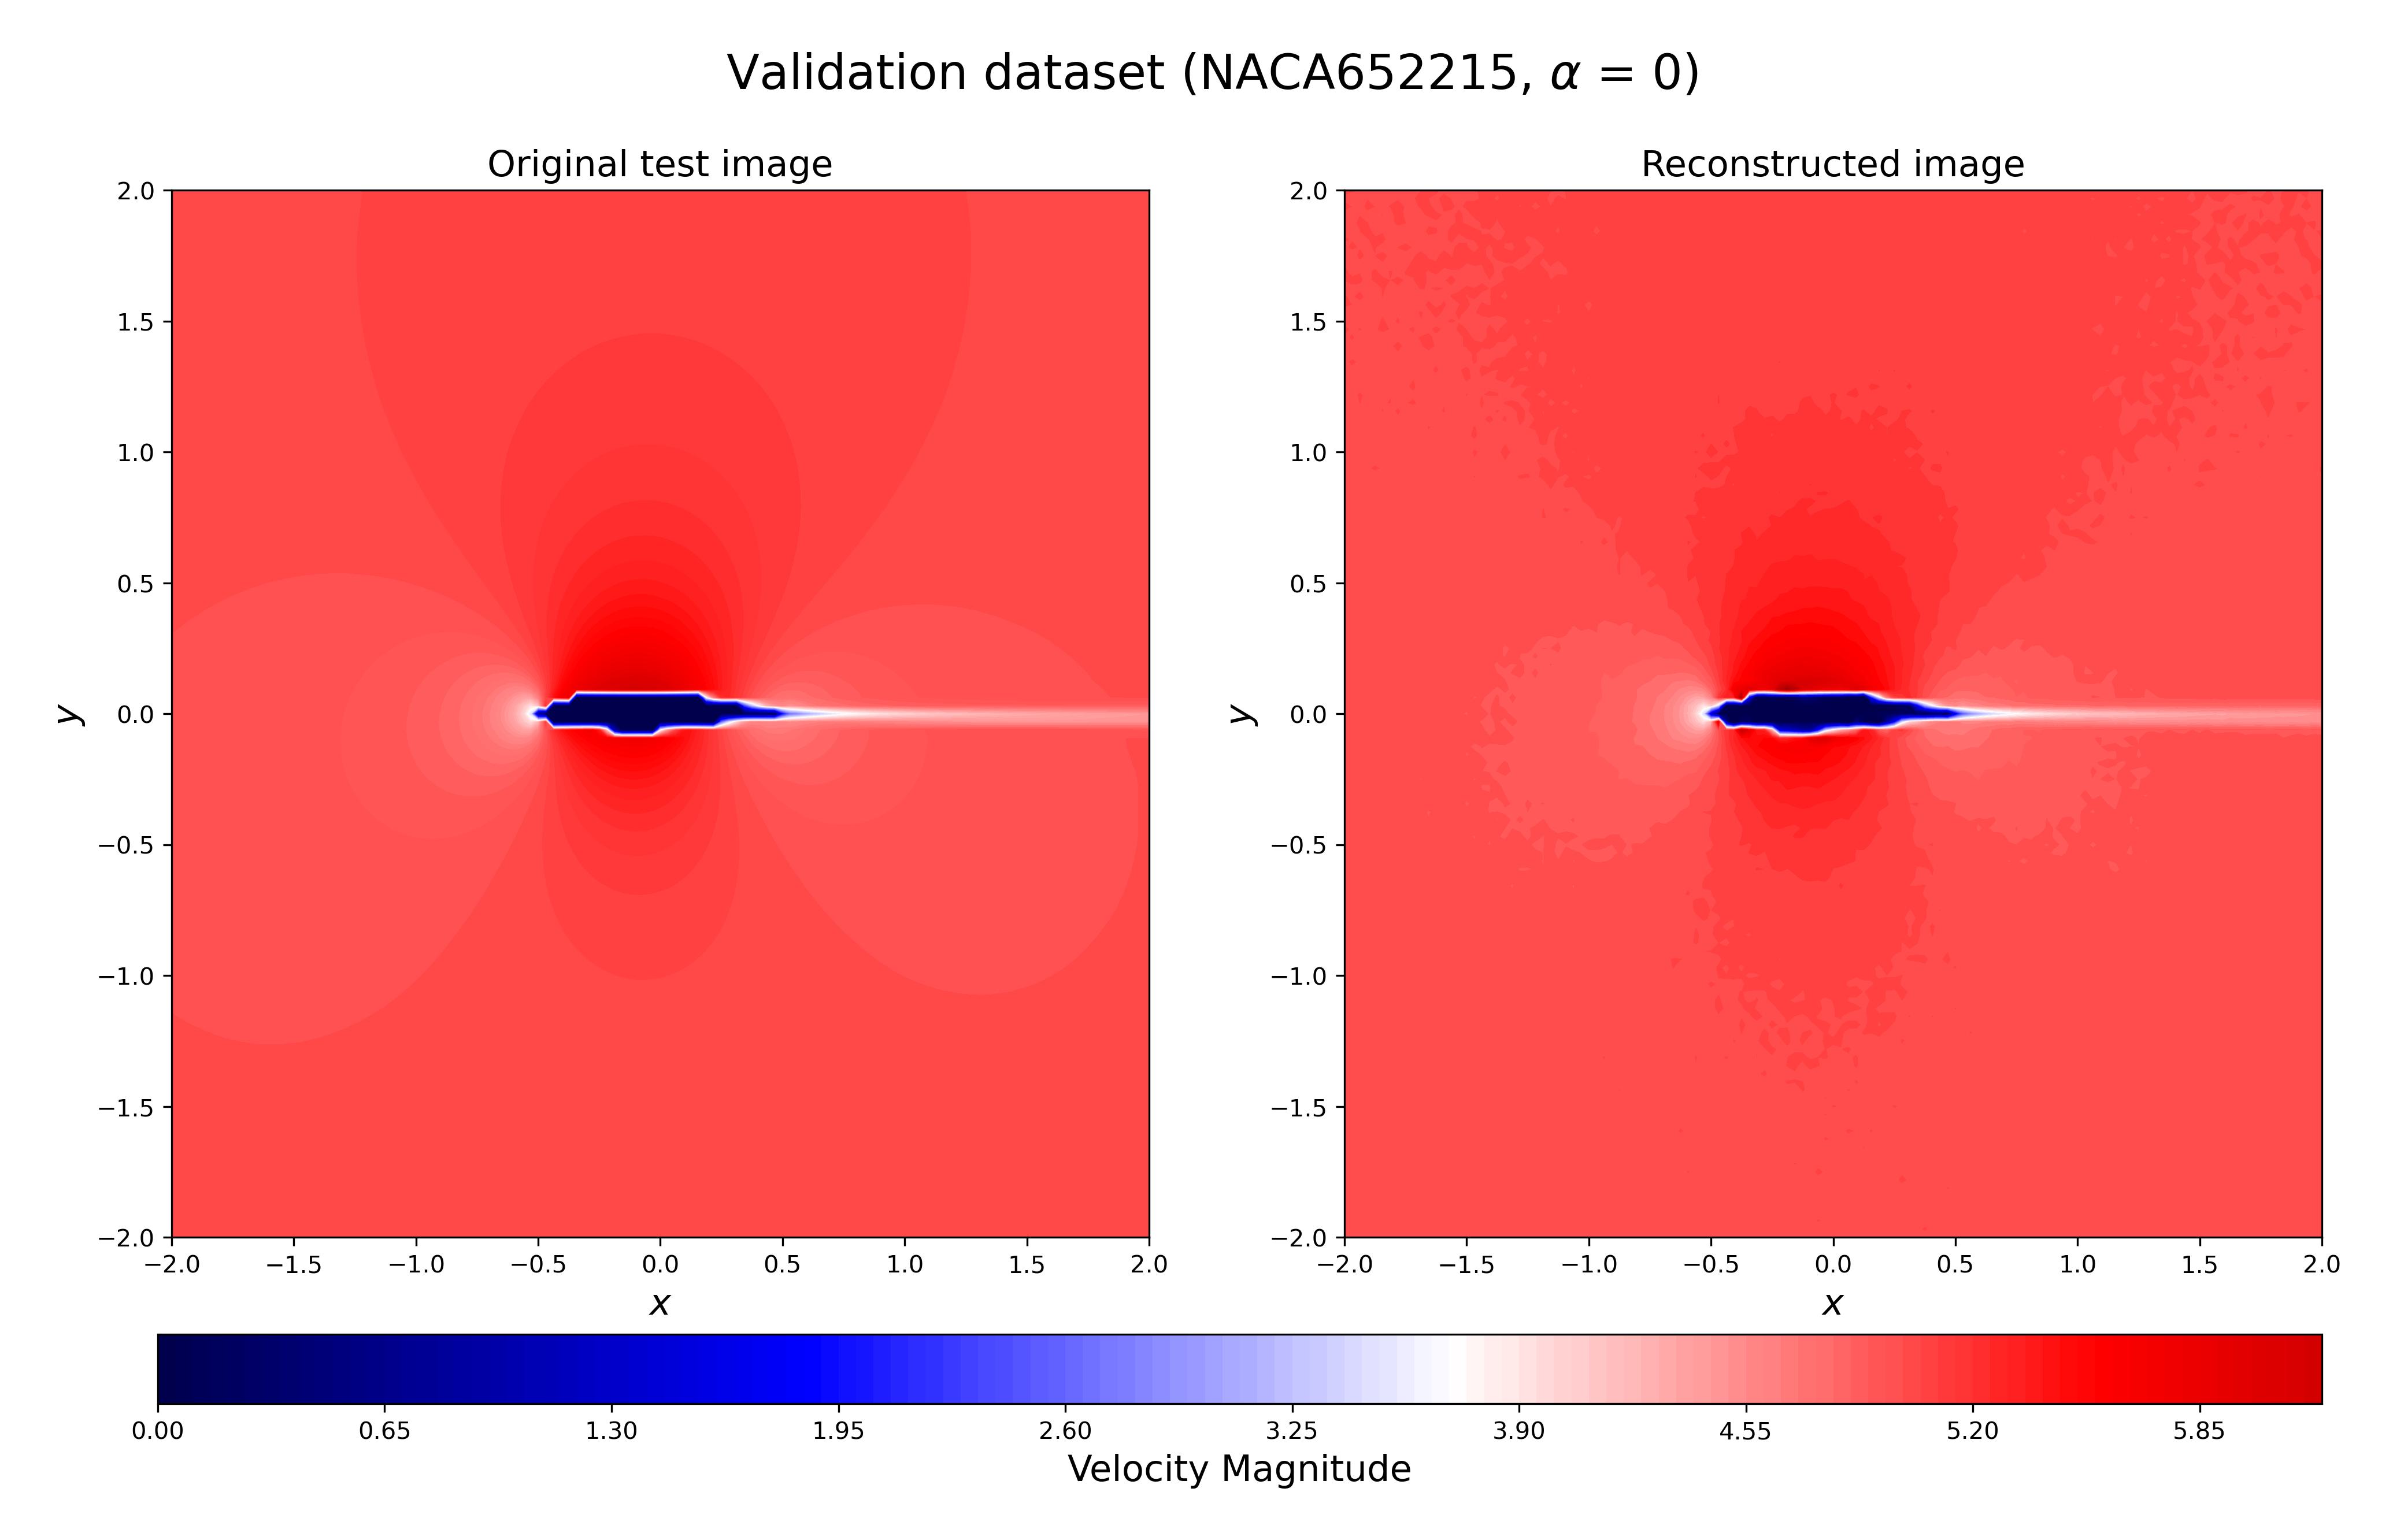 Validation dataset (NACA652215, α = 0)
Original test image
2.0
1.5
1.0
0.5
0.0
−0.5
−1.0
−1.5
−2.0
y
−2.0 −1.5 −1.0 −0.5 0.0 0.5 1.0 1.5 2.0
x
Reconstructed image
2.0
1.5
1.0
0.5
0.0
−0.5
−1.0
−1.5
−2.0
y
−2.0 −1.5 −1.0 −0.5 0.0 0.5 1.0 1.5 2.0
x
0.00 0.65 1.30 1.95 2.60 3.25 3.90 4.55 5.20 5.85
Velocity Magnitude